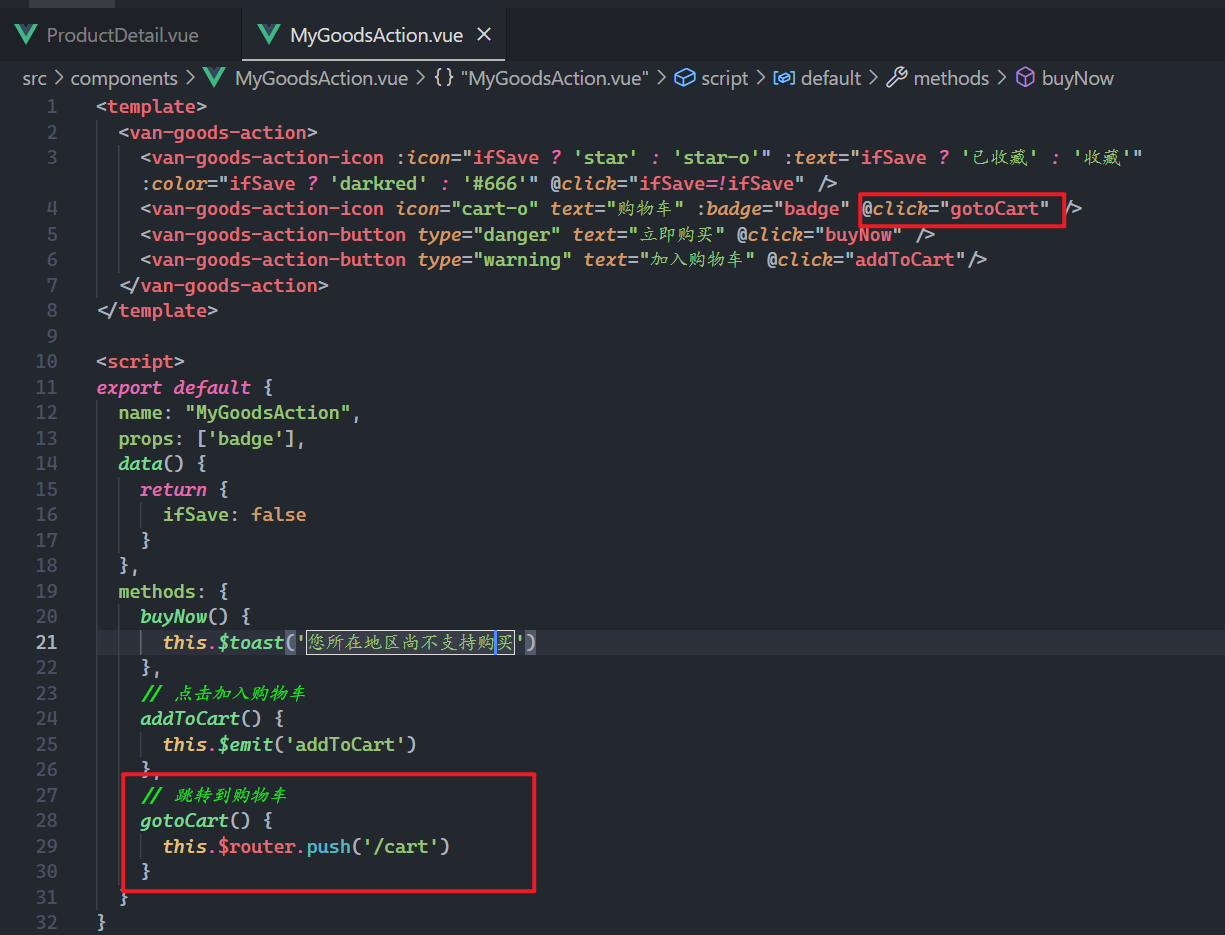 ProductDetail.vue MyGoodsAction.vue ×
src > components > MyGoodsAction.vue > {} "MyGoodsAction.vue" > script > default > methods > buyNow
1 <template>
2 <van-goods-action>
3 <van-goods-action-icon :icon="ifSave ? 'star' : 'star-o'" :text="ifSave ? '已收藏' : '收藏'"
:color="ifSave ? 'darkred' : '#666'" @click="ifSave=!ifSave" />
4 <van-goods-action-icon icon="cart-o" text="购物车" :badge="badge" @click="gotoCart" />
5 <van-goods-action-button type="danger" text="立即购买" @click="buyNow" />
6 <van-goods-action-button type="warning" text="加入购物车" @click="addToCart"/>
7 </van-goods-action>
8 </template>
9
10 <script>
11 export default {
12 name: "MyGoodsAction",
13 props: ['badge'],
14 data() {
15 return {
16 ifSave: false
17 }
18 },
19 methods: {
20 buyNow() {
21 this.$toast('您所在地区尚不支持购买')
22 },
23 // 点击加入购物车
24 addToCart() {
25 this.$emit('addToCart')
26 },
27 // 跳转到购物车
28 gotoCart() {
29 this.$router.push('/cart')
30 }
31 }
32 }